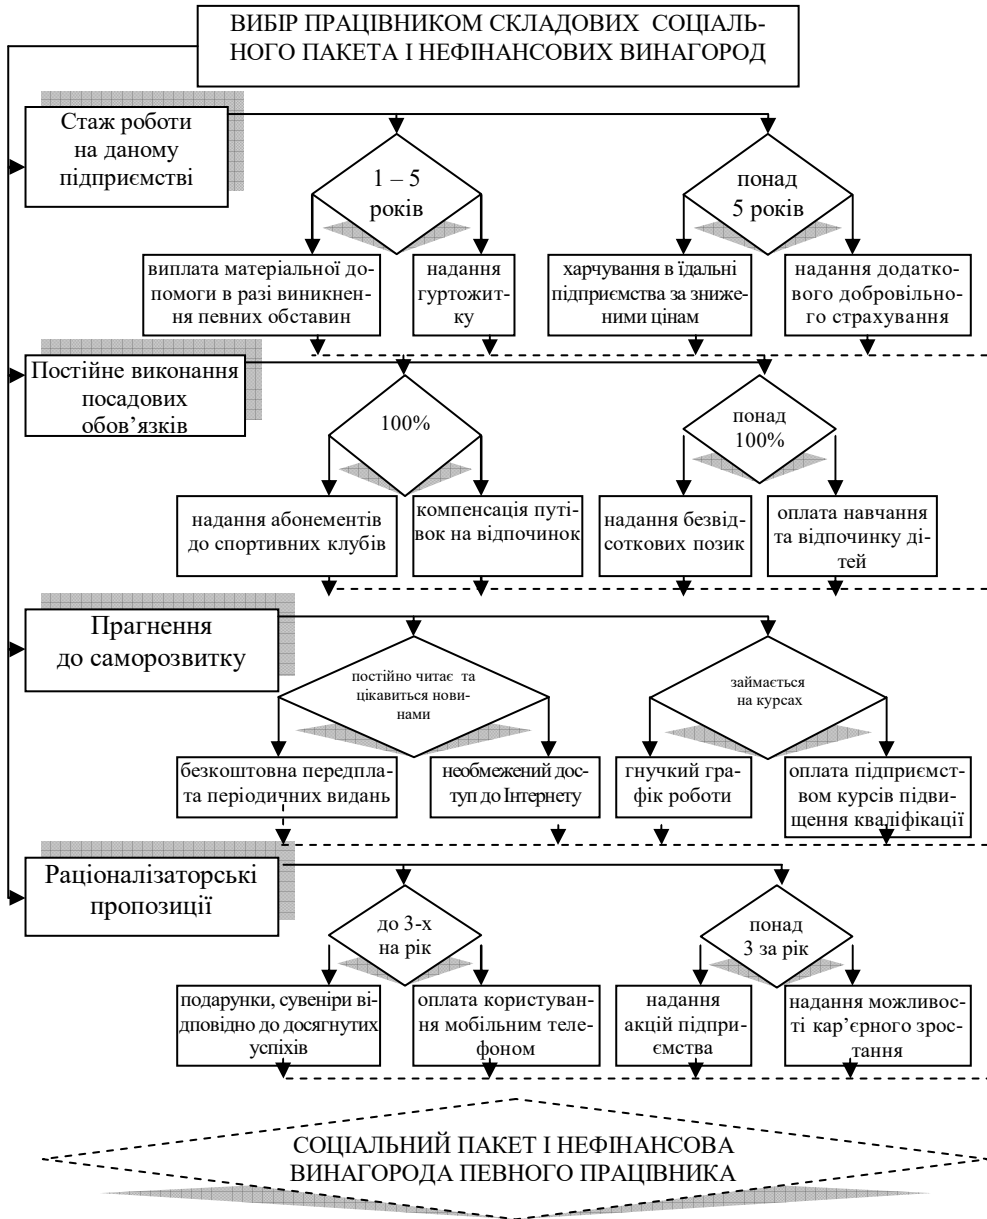 ВИБІР ПРАЦІВНИКОМ СКЛАДОВИХ СОЦІАЛЬ-
НОГО ПАКЕТА І НЕФІНАНСОВИХ ВИНАГОРОД
Стаж роботи
на даному
підприємстві
1 – 5
років
понад
5 років
виплата матеріальної до-
помоги в разі виникнен-
ня певних обставин
надання
гуртожит-
ку
харчування в їдальні
підприємства за зниже-
ними цінам
надання додатко-
вого добровільно-
го страхування
Постійне виконання
посадових
обов’язків
100%
понад
100%
надання абонементів
до спортивних клубів
компенсація путі-
вок на відпочинок
надання безвід-
соткових позик
оплата навчання
та відпочинку ді-
тей
Прагнення
до саморозвитку
постійно читає та
цікавиться нови-
нами
займається
на курсах
безкоштовна передпла-
та періодичних видань
необмежений дос-
туп до Інтернету
гнучкий гра-
фік роботи
оплата підприємст-
вом курсів підви-
щення кваліфікації
Раціоналізаторські
пропозиції
до 3-х
на рік
понад
3 за рік
подарунки, сувеніри ві-
дповідно до досягнутих
успіхів
оплата користуван-
ня мобільним теле-
фоном
надання
акцій підпри-
ємства
надання можливос-
ті кар’єрного зрос-
тання
СОЦІАЛЬНИЙ ПАКЕТ І НЕФІНАНСОВА
ВИНАГОРОДА ПЕВНОГО ПРАЦІВНИКА